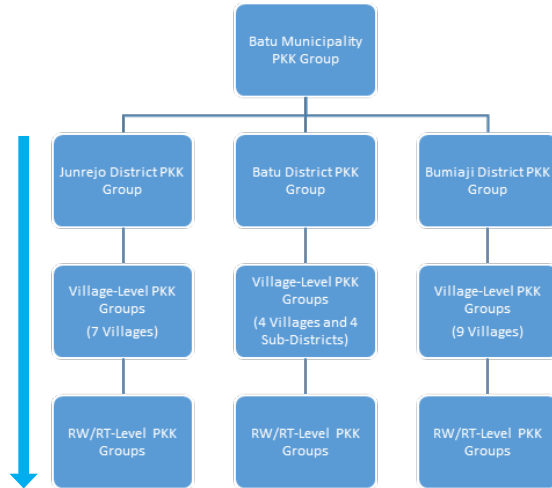 Batu Municipality
PKK Group
Junrejo District PKK
Group
Batu District PKK
Group
Bumiaji District PKK
Group
Village-Level PKK
Groups
(7 Villages)
Village-Level PKK
Groups
(4 Villages and 4
Sub-Districts)
Village-Level PKK
Groups
(9 Villages)
RW/RT-Level PKK
Groups
RW/RT-Level PKK
Groups
RW/RT-Level PKK
Groups